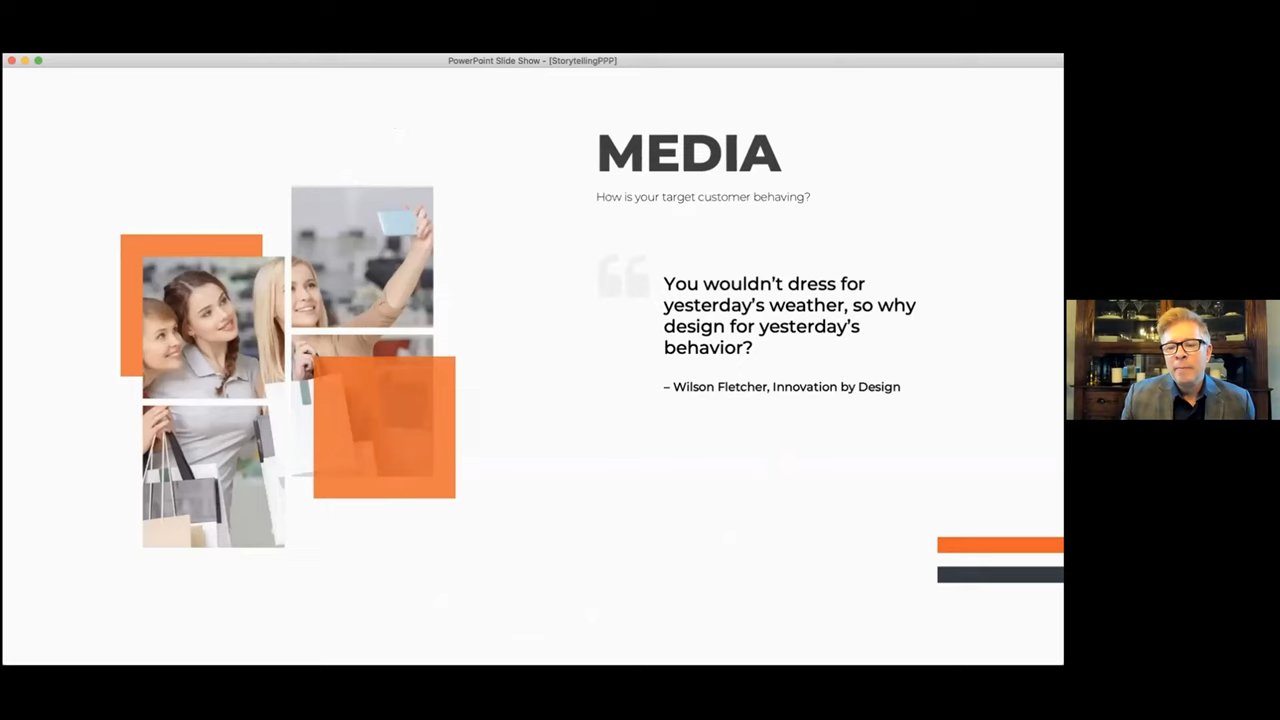 PowerPoint Slide Show - [StorytellingPPP]
MEDIA
How is your target customer behaving?
You wouldn’t dress for
yesterday’s weather, so why
design for yesterday’s
behavior?
– Wilson Fletcher, Innovation by Design